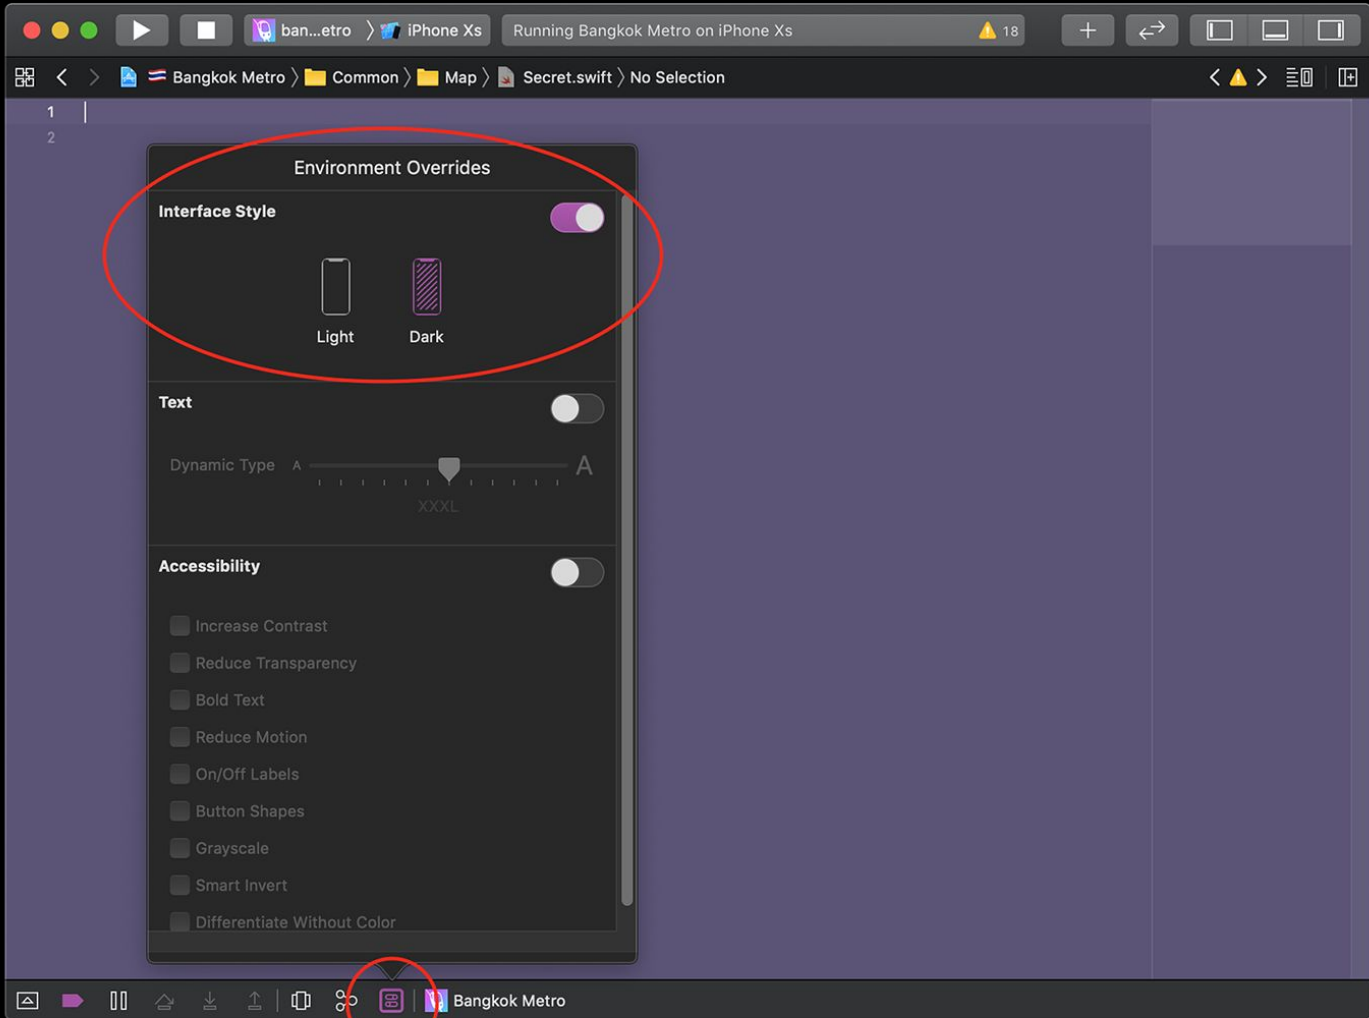 ban...etro 〉 iPhone Xs
Running Bangkok Metro on iPhone Xs
18
Bangkok Metro 〉 Common 〉 Map 〉 Secret.swift 〉 No Selection
1
2
Environment Overrides
Interface Style
Light Dark
Text
Dynamic Type A A
XXXL
Accessibility
Increase Contrast
Reduce Transparency
Bold Text
Reduce Motion
On/Off Labels
Button Shapes
Grayscale
Smart Invert
Differentiate Without Color
Bangkok Metro